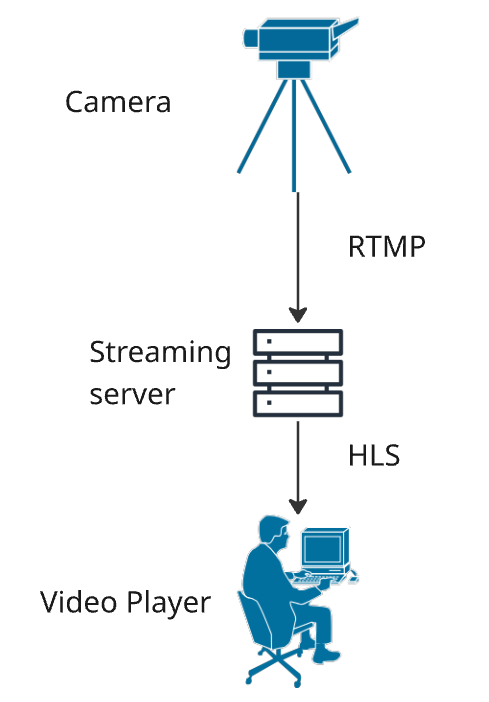 Camera
RTMP
Streaming
server
HLS
Video Player